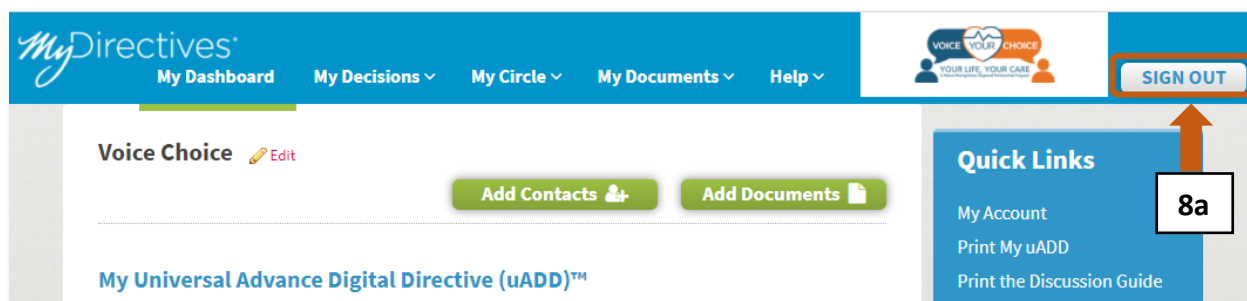 MyDirectives
My Dashboard My Decisions My Circle My Documents Help
VOICE YOUR CHOICE
YOUR LIFE, YOUR CARE
SIGN OUT
Voice Choice Edit
Add Contacts Add Documents
My Universal Advance Digital Directive (uADD)™
Quick Links
My Account
Print My uADD
Print the Discussion Guide
8a